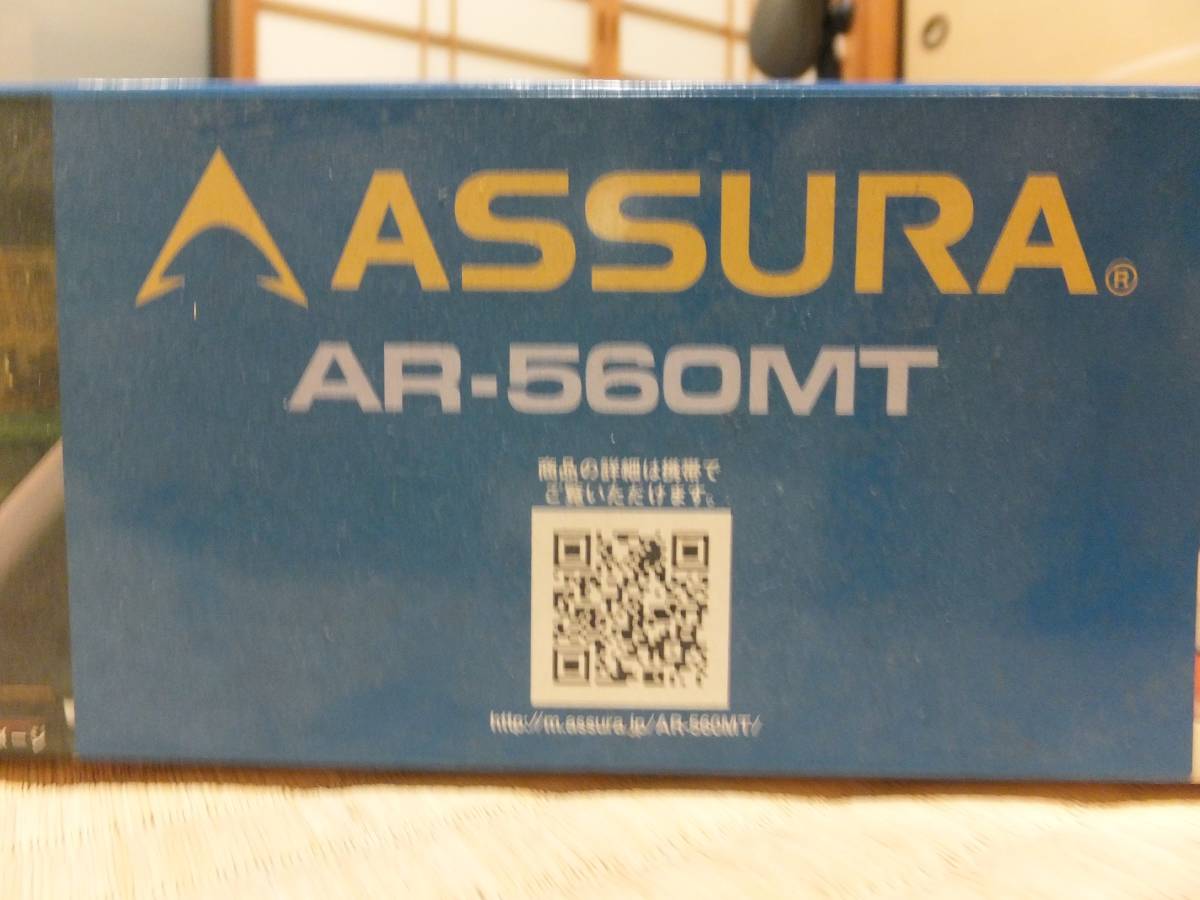 ASSURA®
AR-560MT
商品の詳細は携帯で
ご覧いただけます。
http://m.assura.jp/AR-560MT/